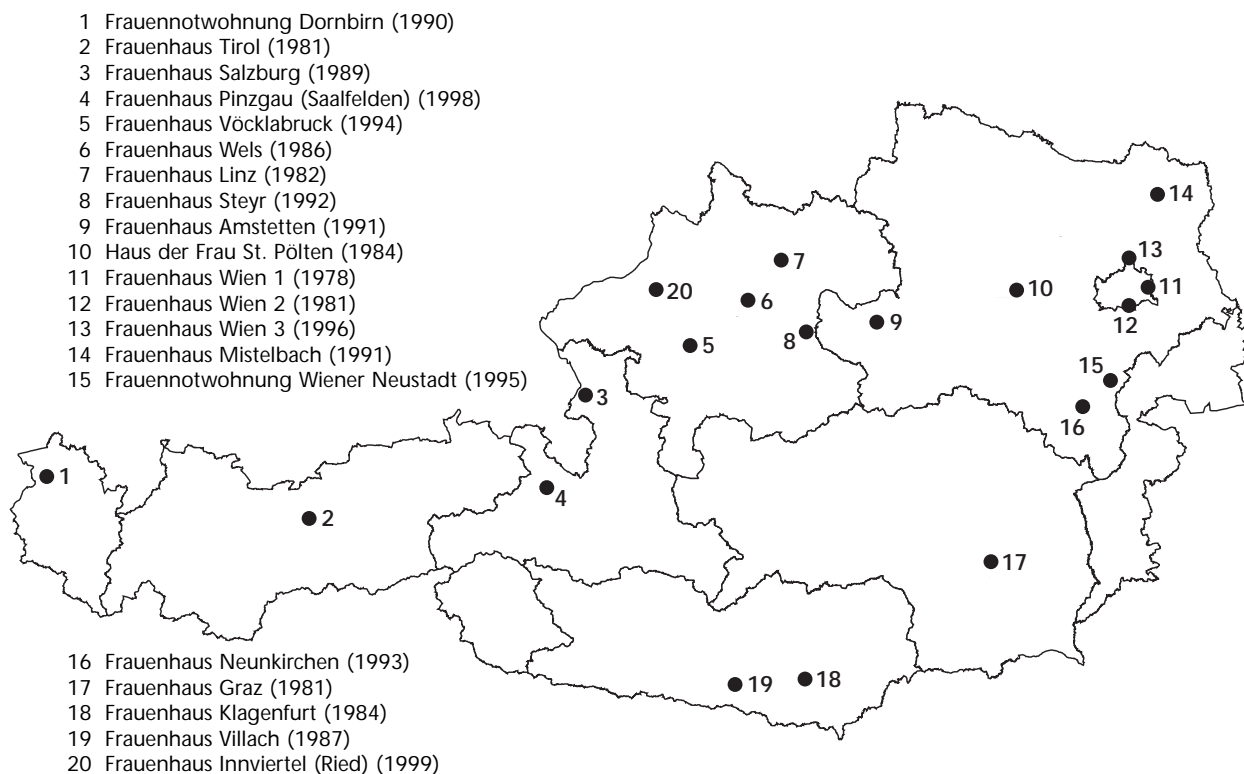 1 Frauennotwohnung Dornbirn (1990)
2 Frauenhaus Tirol (1981)
3 Frauenhaus Salzburg (1989)
4 Frauenhaus Pinzgau (Saalfelden) (1998)
5 Frauenhaus Vöcklabruck (1994)
6 Frauenhaus Wels (1986)
7 Frauenhaus Linz (1982)
8 Frauenhaus Steyr (1992)
9 Frauenhaus Amstetten (1991)
10 Haus der Frau St. Pölten (1984)
11 Frauenhaus Wien 1 (1978)
12 Frauenhaus Wien 2 (1981)
13 Frauenhaus Wien 3 (1996)
14 Frauenhaus Mistelbach (1991)
15 Frauennotwohnung Wiener Neustadt (1995)
14
13
7
11
20
10
6
12
9
8
5
15
3
16
1
4
2
17
16 Frauenhaus Neunkirchen (1993)
17 Frauenhaus Graz (1981)
18 Frauenhaus Klagenfurt (1984)
19 Frauenhaus Villach (1987)
20 Frauenhaus Innviertel (Ried) (1999)
19
18